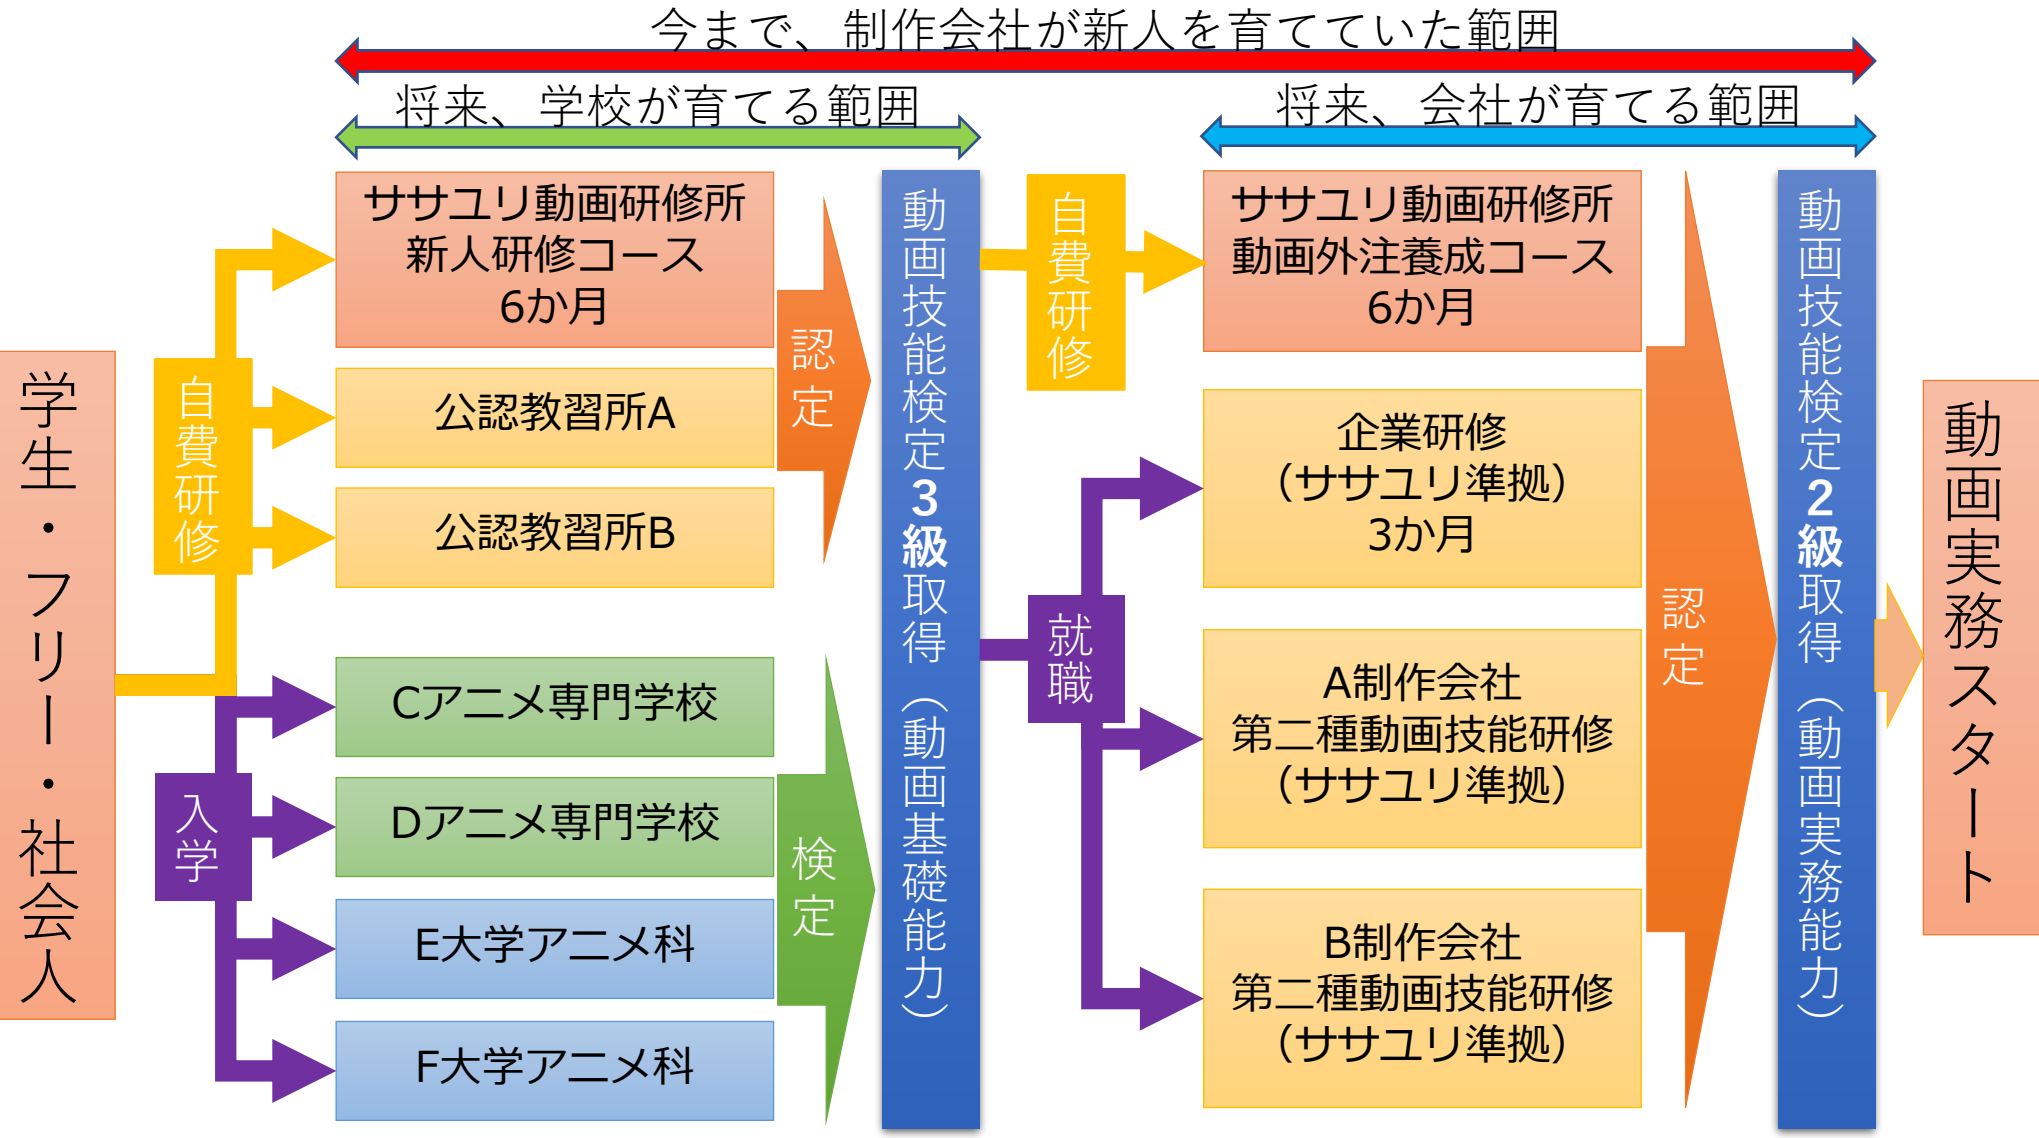 今まで、制作会社が新人を育てていた範囲
将来、学校が育てる範囲
将来、会社が育てる範囲
学生・フリー・社会人
自費研修
入学
ササユリ動画研修所
新人研修コース
6か月
公認教習所A
公認教習所B
Cアニメ専門学校
Dアニメ専門学校
E大学アニメ科
F大学アニメ科
認定
検定
動画技能検定3級取得（動画基礎能力）
自費研修
就職
ササユリ動画研修所
動画外注養成コース
6か月
企業研修
（ササユリ準拠）
3か月
A制作会社
第二種動画技能研修
（ササユリ準拠）
B制作会社
第二種動画技能研修
（ササユリ準拠）
認定
動画技能検定2級取得（動画実務能力）
動画実務スタート